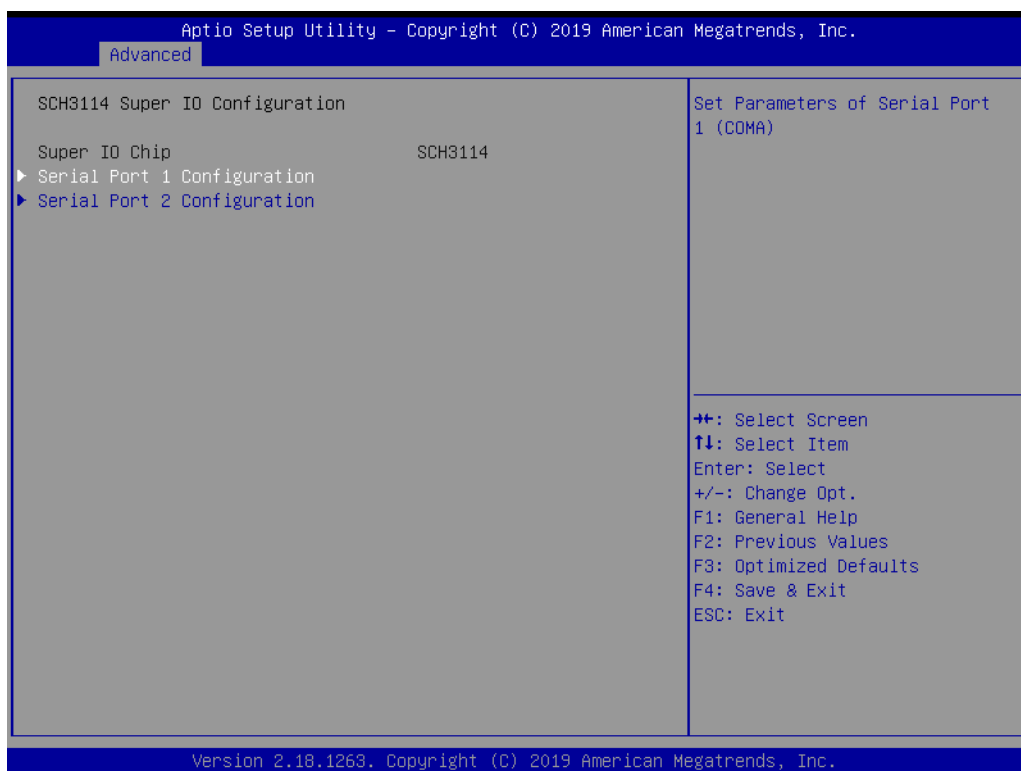 Aptio Setup Utility – Copyright (C) 2019 American Megatrends, Inc.
Advanced
SCH3114 Super IO Configuration
Super IO Chip SCH3114
▶ Serial Port 1 Configuration
▶ Serial Port 2 Configuration
Set Parameters of Serial Port
1 (COMA)
→←: Select Screen
↑↓: Select Item
Enter: Select
+/-: Change Opt.
F1: General Help
F2: Previous Values
F3: Optimized Defaults
F4: Save & Exit
ESC: Exit
Version 2.18.1263. Copyright (C) 2019 American Megatrends, Inc.